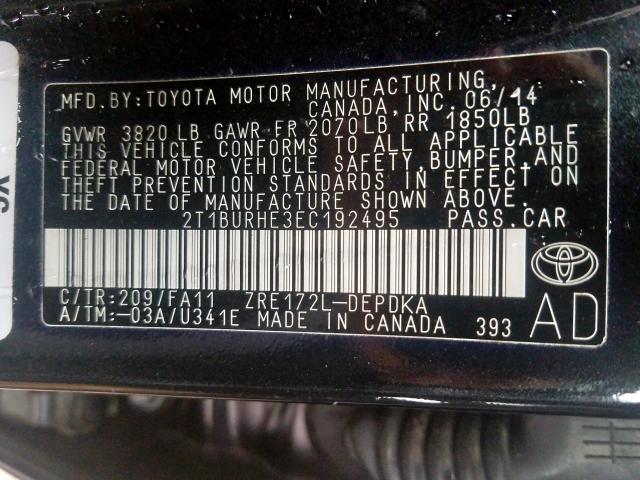 MFD.BY:TOYOTA MOTOR MANUFACTURING,
CANADA,INC. 06/14
GVWR 3820 LB GAWR FR 2070 LB RR 1850LB
THIS VEHICLE CONFORMS TO ALL APPLICABLE
FEDERAL MOTOR VEHICLE SAFETY, BUMPER, AND
THEFT PREVENTION STANDARDS IN EFFECT ON
THE DATE OF MANUFACTURE SHOWN ABOVE.
2T1BURHE3EC192495 PASS.CAR
C/TR:209/FA11 ZRE172L-DEPDKA
A/TM:-03A/U341E MADE IN CANADA 393
AD